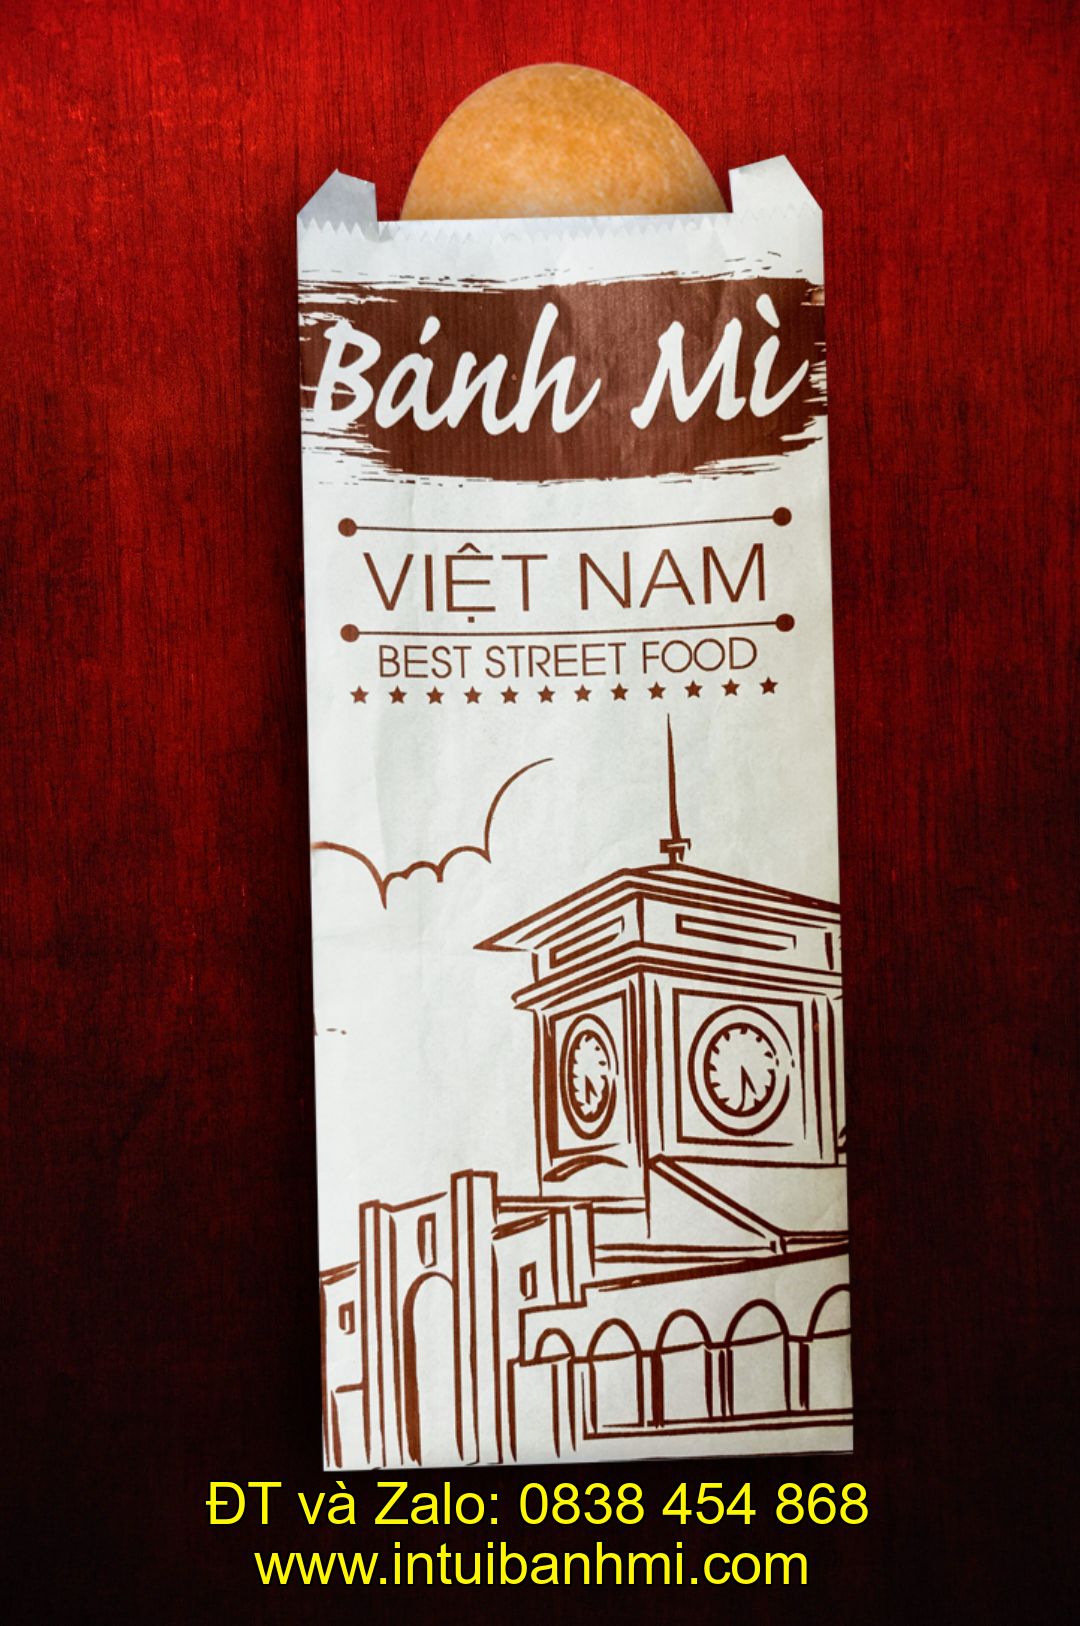 Bánh Mì
VIỆT NAM
BEST STREET FOOD
ĐT và Zalo: 0838 454 868
www.intuibanhmi.com